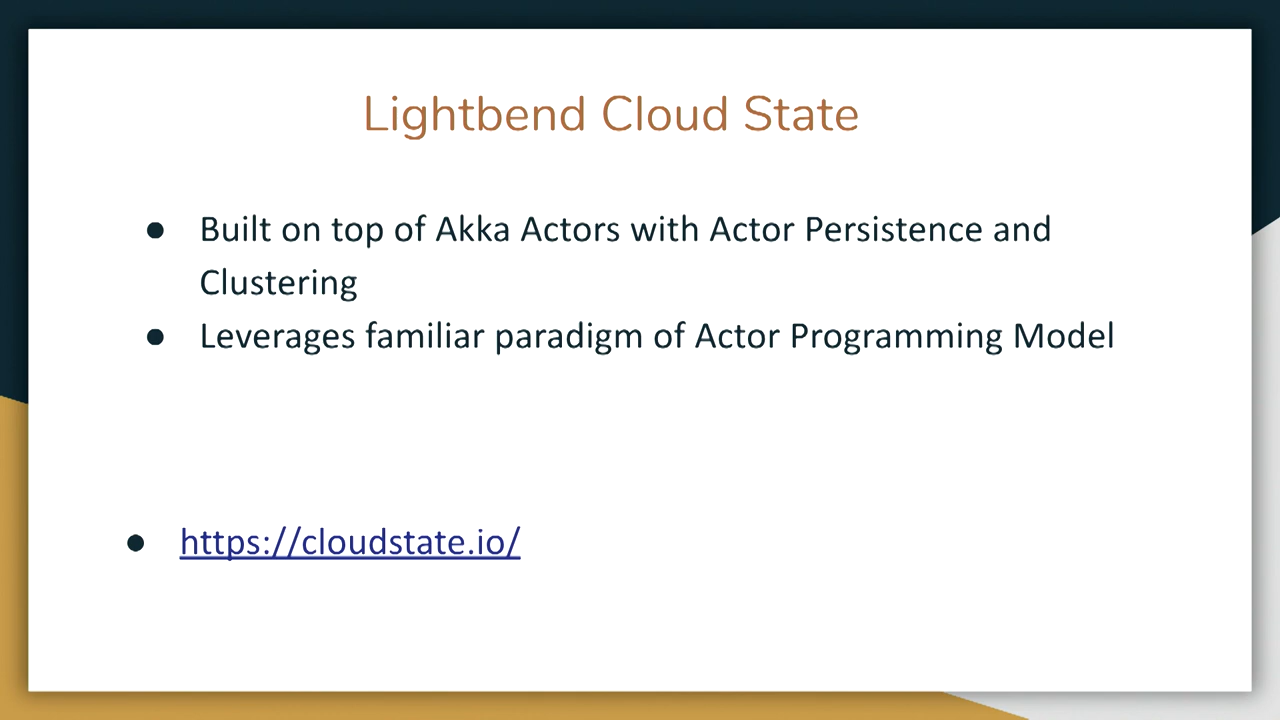 Lightbend Cloud State
● Built on top of Akka Actors with Actor Persistence and
Clustering
● Leverages familiar paradigm of Actor Programming Model
● https://cloudstate.io/